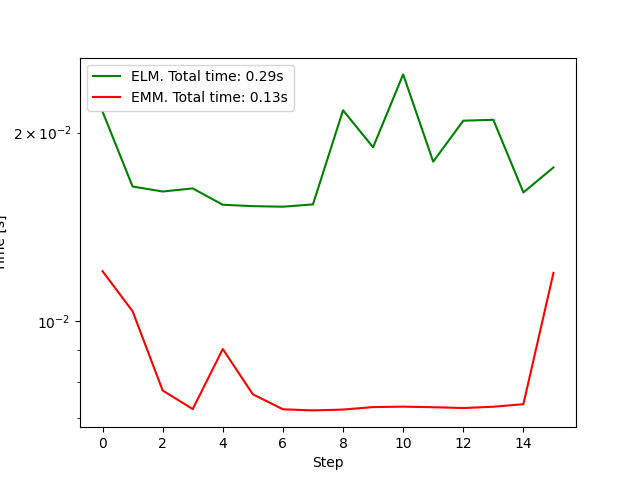 ELM. Total time: 0.29s
EMM. Total time: 0.13s
2 × 10⁻²
10⁻²
0 2 4 6 8 10 12 14
Step